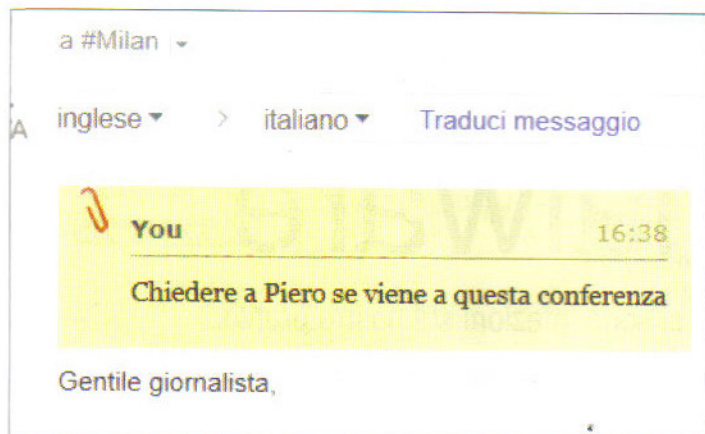 a #Milan
inglese > italiano Traduci messaggio
You 16:38
Chiedere a Piero se viene a questa conferenza
Gentile giornalista,